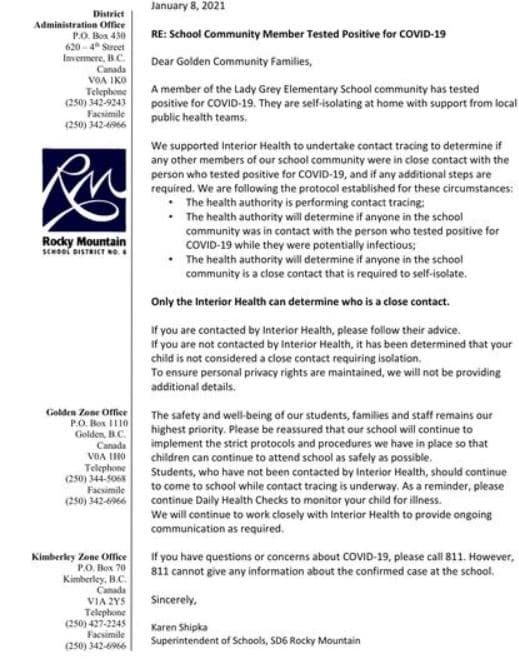 District
Administration Office
P.O. Box 430
620 – 4th Street
Invermere, B.C.
Canada
V0A 1K0
Telephone
(250) 342-9243
Facsimile
(250) 342-6966
RM
Rocky Mountain
SCHOOL DISTRICT NO. 6
Golden Zone Office
P.O. Box 1110
Golden, B.C.
Canada
V0A 1H0
Telephone
(250) 344-5068
Facsimile
(250) 342-6966
Kimberley Zone Office
P.O. Box 70
Kimberley, B.C.
Canada
V1A 2Y5
Telephone
(250) 427-2245
Facsimile
(250) 342-6966
January 8, 2021
RE: School Community Member Tested Positive for COVID-19
Dear Golden Community Families,
A member of the Lady Grey Elementary School community has tested
positive for COVID-19. They are self-isolating at home with support from local
public health teams.
We supported Interior Health to undertake contact tracing to determine if
any other members of our school community were in close contact with the
person who tested positive for COVID-19, and if any additional steps are
required. We are following the protocol established for these circumstances:
• The health authority is performing contact tracing;
• The health authority will determine if anyone in the school
community was in contact with the person who tested positive for
COVID-19 while they were potentially infectious;
• The health authority will determine if anyone in the school
community is a close contact that is required to self-isolate.
Only the Interior Health can determine who is a close contact.
If you are contacted by Interior Health, please follow their advice.
If you are not contacted by Interior Health, it has been determined that your
child is not considered a close contact requiring isolation.
To ensure personal privacy rights are maintained, we will not be providing
additional details.
The safety and well-being of our students, families and staff remains our
highest priority. Please be reassured that our school will continue to
implement the strict protocols and procedures we have in place so that
children can continue to attend school as safely as possible.
Students, who have not been contacted by Interior Health, should continue
to come to school while contact tracing is underway. As a reminder, please
continue Daily Health Checks to monitor your child for illness.
We will continue to work closely with Interior Health to provide ongoing
communication as required.
If you have questions or concerns about COVID-19, please call 811. However,
811 cannot give any information about the confirmed case at the school.
Sincerely,
Karen Shipka
Superintendent of Schools, SD6 Rocky Mountain